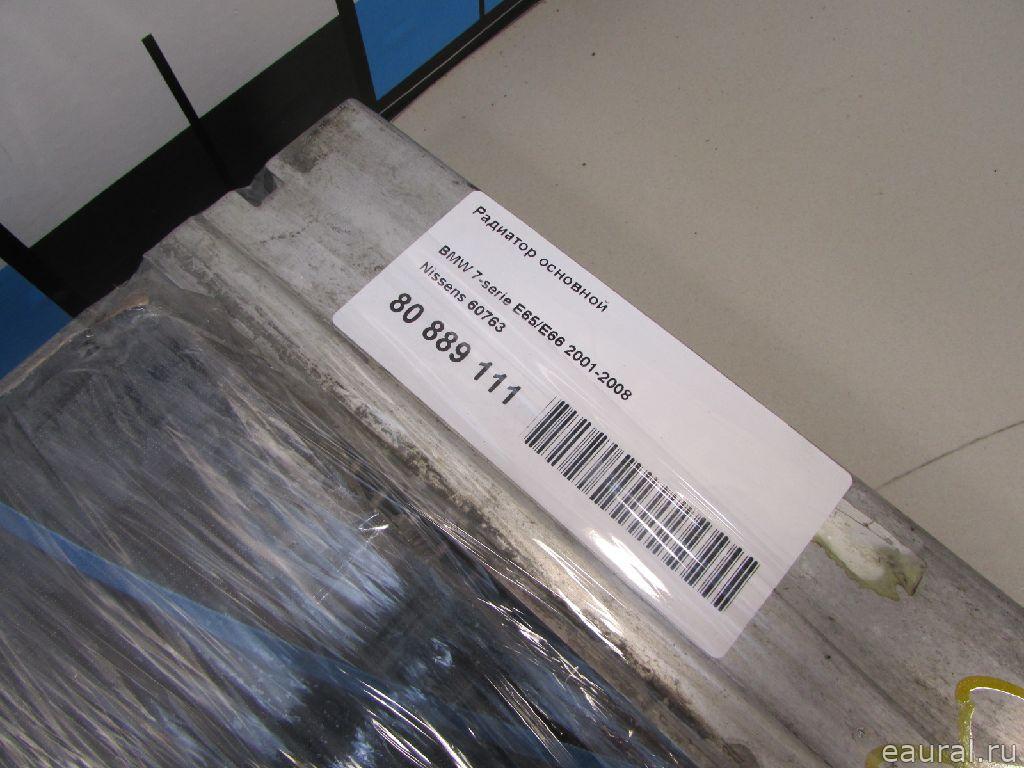 Радиатор основной
BMW 7-serie E65/E66 2001-2008
Nissens 60763
80 889 111
eaural.ru